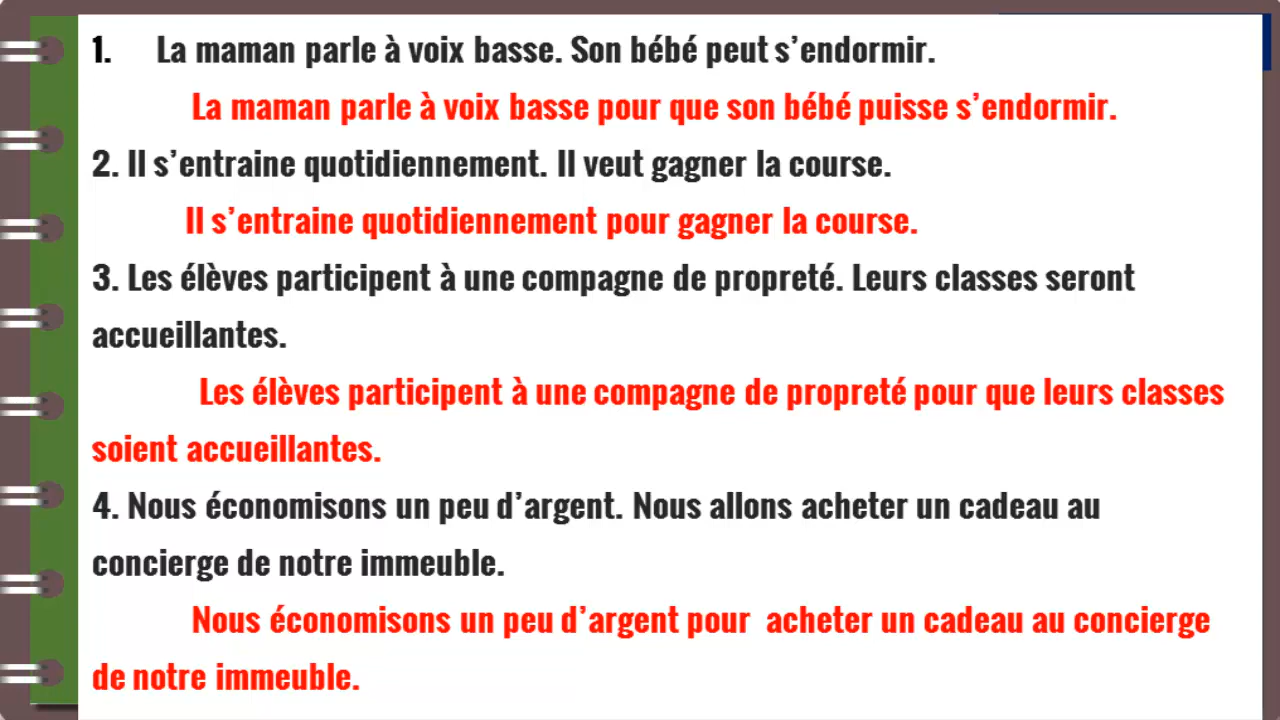 1. La maman parle à voix basse. Son bébé peut s’endormir.
La maman parle à voix basse pour que son bébé puisse s’endormir.
2. Il s’entraine quotidiennement. Il veut gagner la course.
Il s’entraine quotidiennement pour gagner la course.
3. Les élèves participent à une compagne de propreté. Leurs classes seront
accueillantes.
Les élèves participent à une compagne de propreté pour que leurs classes
soient accueillantes.
4. Nous économisons un peu d’argent. Nous allons acheter un cadeau au
concierge de notre immeuble.
Nous économisons un peu d’argent pour acheter un cadeau au concierge
de notre immeuble.